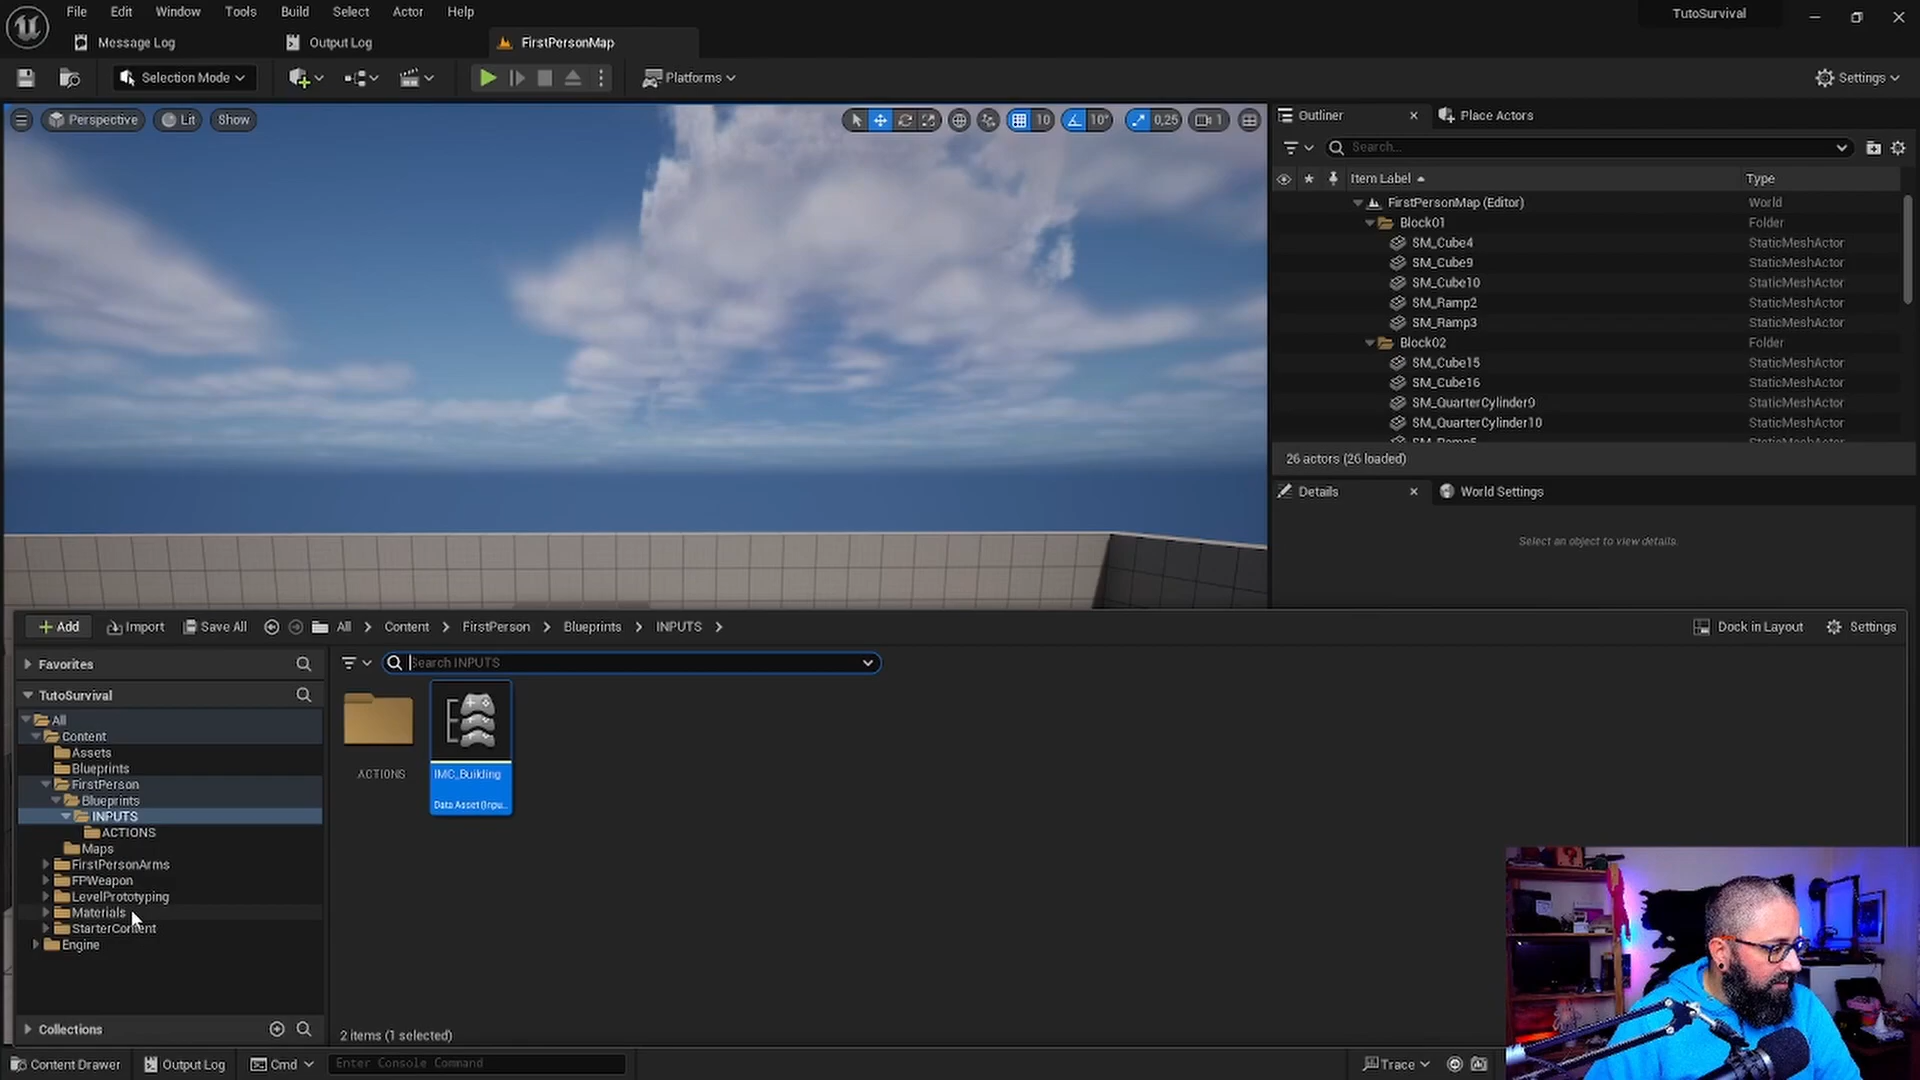 File Edit Window Tools Build Select Actor Help
TutoSurvival
Message Log
Output Log
FirstPersonMap
Selection Mode
Platforms
Settings
Perspective
Lit
Show
10
10°
0,25
1
Outliner
Place Actors
Search...
Item Label
Type
FirstPersonMap (Editor) World
Block01 Folder
SM_Cube4 StaticMeshActor
SM_Cube9 StaticMeshActor
SM_Cube10 StaticMeshActor
SM_Ramp2 StaticMeshActor
SM_Ramp3 StaticMeshActor
Block02 Folder
SM_Cube15 StaticMeshActor
SM_Cube16 StaticMeshActor
SM_QuarterCylinder9 StaticMeshActor
SM_QuarterCylinder10 StaticMeshActor
26 actors (26 loaded)
Details
World Settings
Select an object to view details.
Add
Import
Save All
All
Content
FirstPerson
Blueprints
INPUTS
Dock in Layout
Settings
Favorites
TutoSurvival
All
Content
Assets
Blueprints
FirstPerson
Blueprints
INPUTS
ACTIONS
Maps
FirstPersonArms
FPWeapon
LevelPrototyping
Materials
StarterContent
Engine
Collections
Search INPUTS
ACTIONS
IMC_Building
Data Asset (Inpu...
2 items (1 selected)
Content Drawer
Output Log
Cmd
Enter Console Command
Trace